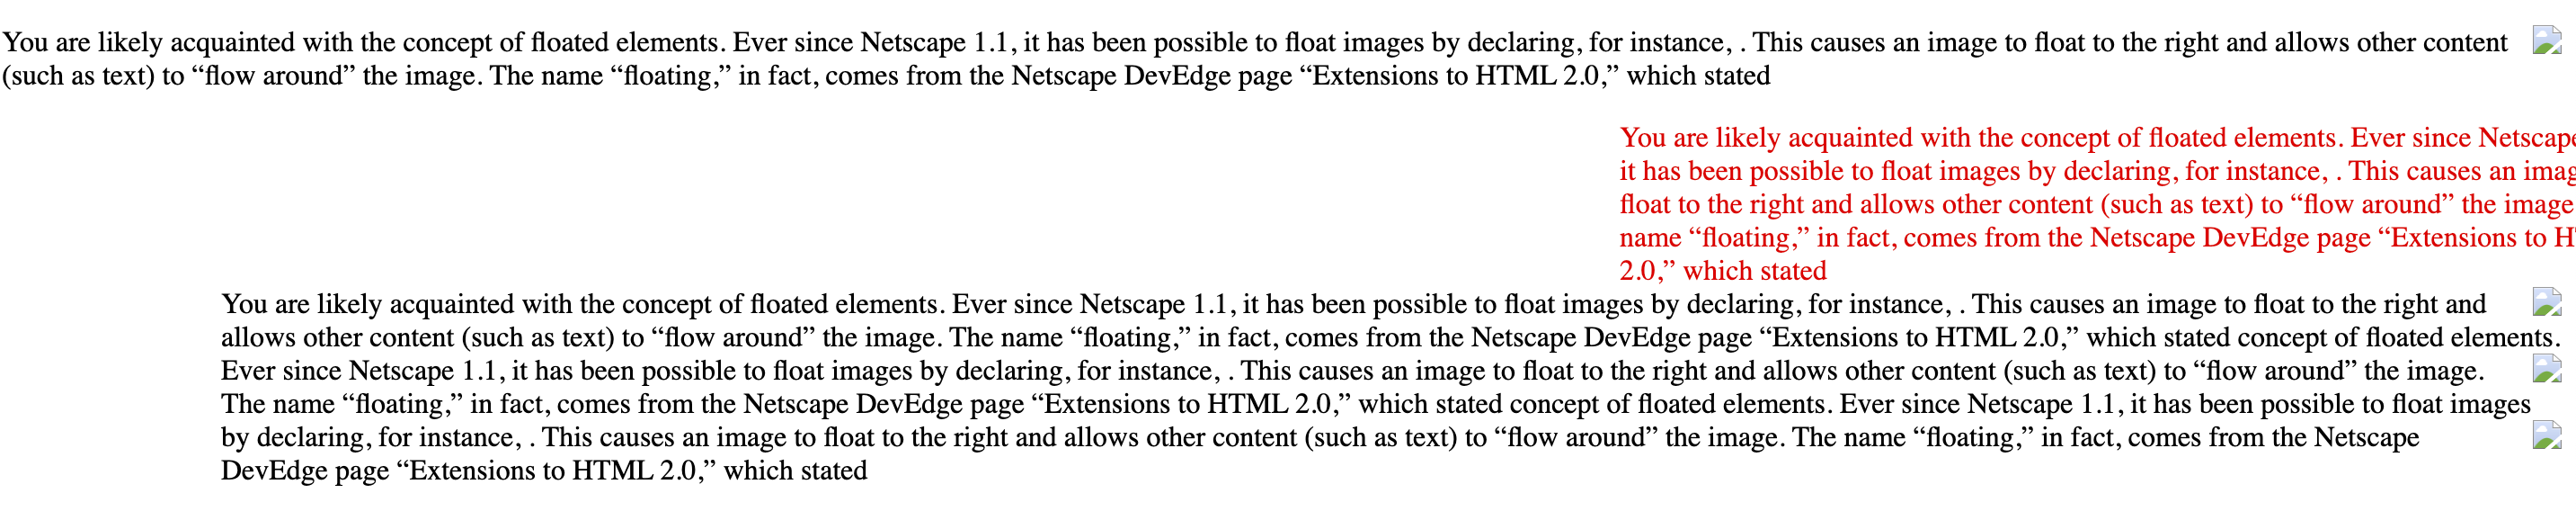 You are likely acquainted with the concept of floated elements. Ever since Netscape 1.1, it has been possible to float images by declaring, for instance, . This causes an image to float to the right and allows other content
(such as text) to “flow around” the image. The name “floating,” in fact, comes from the Netscape DevEdge page “Extensions to HTML 2.0,” which stated
You are likely acquainted with the concept of floated elements. Ever since Netscape
it has been possible to float images by declaring, for instance, . This causes an imag
float to the right and allows other content (such as text) to “flow around” the image
name “floating,” in fact, comes from the Netscape DevEdge page “Extensions to H
2.0,” which stated
You are likely acquainted with the concept of floated elements. Ever since Netscape 1.1, it has been possible to float images by declaring, for instance, . This causes an image to float to the right and
allows other content (such as text) to “flow around” the image. The name “floating,” in fact, comes from the Netscape DevEdge page “Extensions to HTML 2.0,” which stated concept of floated elements.
Ever since Netscape 1.1, it has been possible to float images by declaring, for instance, . This causes an image to float to the right and allows other content (such as text) to “flow around” the image.
The name “floating,” in fact, comes from the Netscape DevEdge page “Extensions to HTML 2.0,” which stated concept of floated elements. Ever since Netscape 1.1, it has been possible to float images
by declaring, for instance, . This causes an image to float to the right and allows other content (such as text) to “flow around” the image. The name “floating,” in fact, comes from the Netscape
DevEdge page “Extensions to HTML 2.0,” which stated